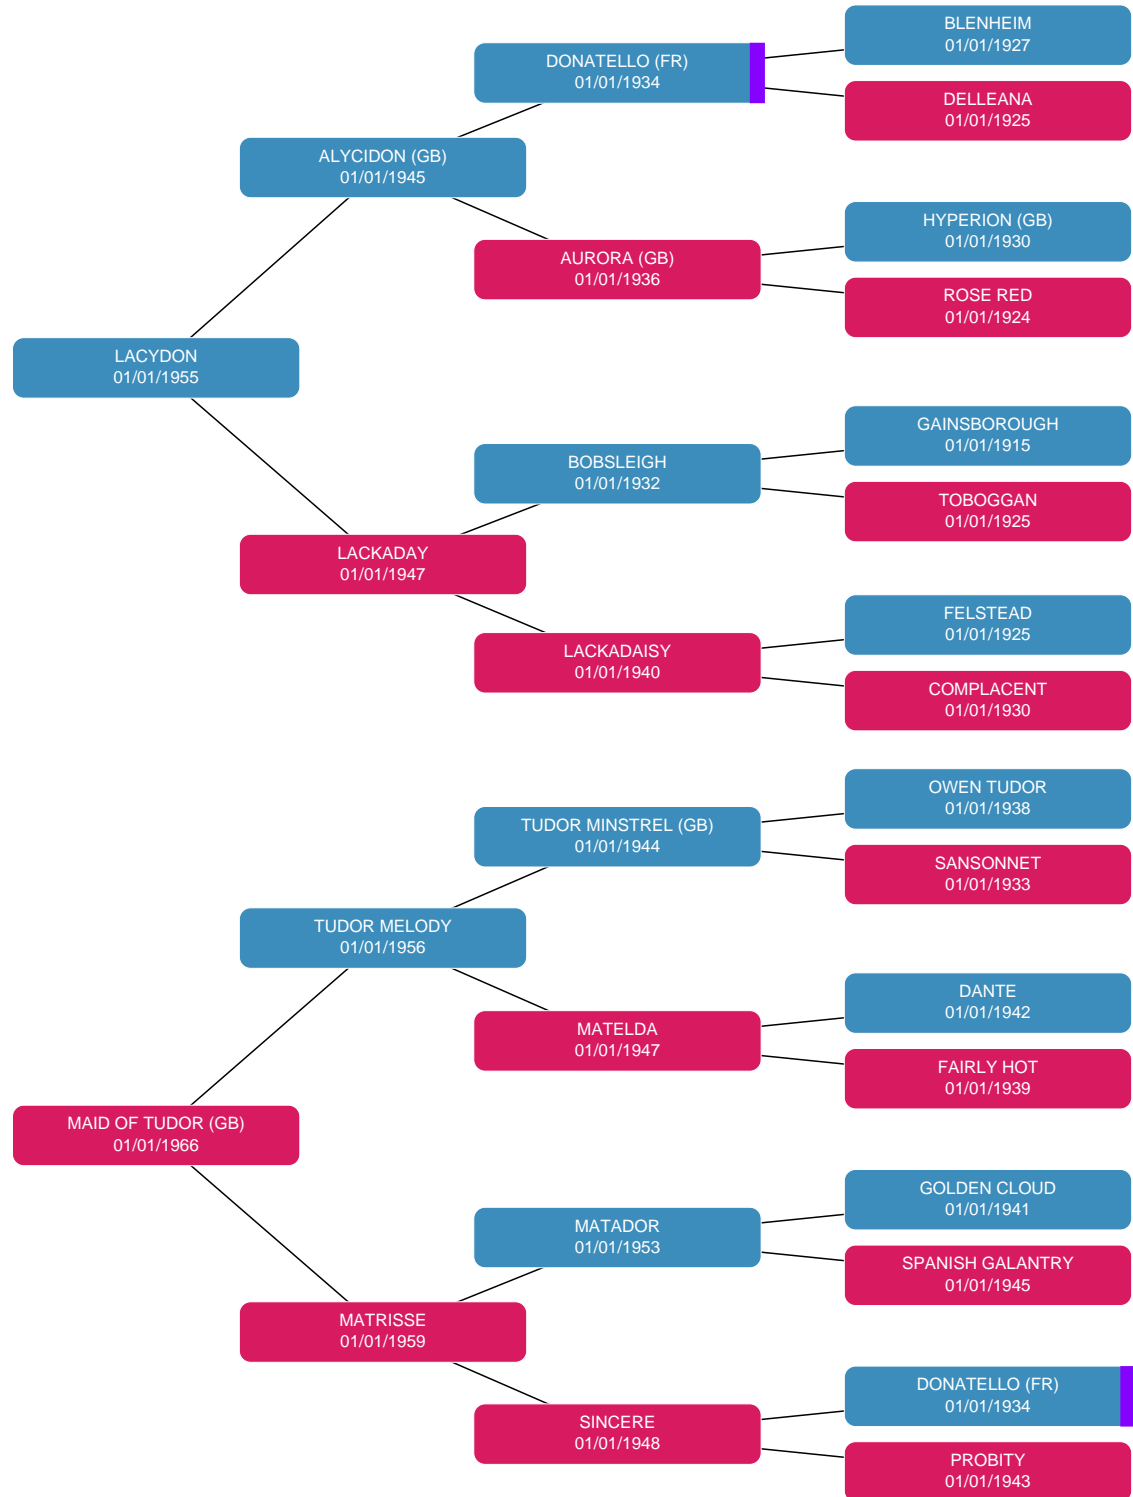 BLENHEIM
01/01/1927
DONATELLO (FR)
01/01/1934
DELLEANA
01/01/1925
ALYCIDON (GB)
01/01/1945
HYPERION (GB)
01/01/1930
AURORA (GB)
01/01/1936
ROSE RED
01/01/1924
LACYDON
01/01/1955
GAINSBOROUGH
01/01/1915
BOBSLEIGH
01/01/1932
TOBOGGAN
01/01/1925
LACKADAY
01/01/1947
FELSTEAD
01/01/1925
LACKADAISY
01/01/1940
COMPLACENT
01/01/1930
OWEN TUDOR
01/01/1938
TUDOR MINSTREL (GB)
01/01/1944
SANSONNET
01/01/1933
TUDOR MELODY
01/01/1956
DANTE
01/01/1942
MATELDA
01/01/1947
FAIRLY HOT
01/01/1939
MAID OF TUDOR (GB)
01/01/1966
GOLDEN CLOUD
01/01/1941
MATADOR
01/01/1953
SPANISH GALANTRY
01/01/1945
MATRISSE
01/01/1959
DONATELLO (FR)
01/01/1934
SINCERE
01/01/1948
PROBITY
01/01/1943